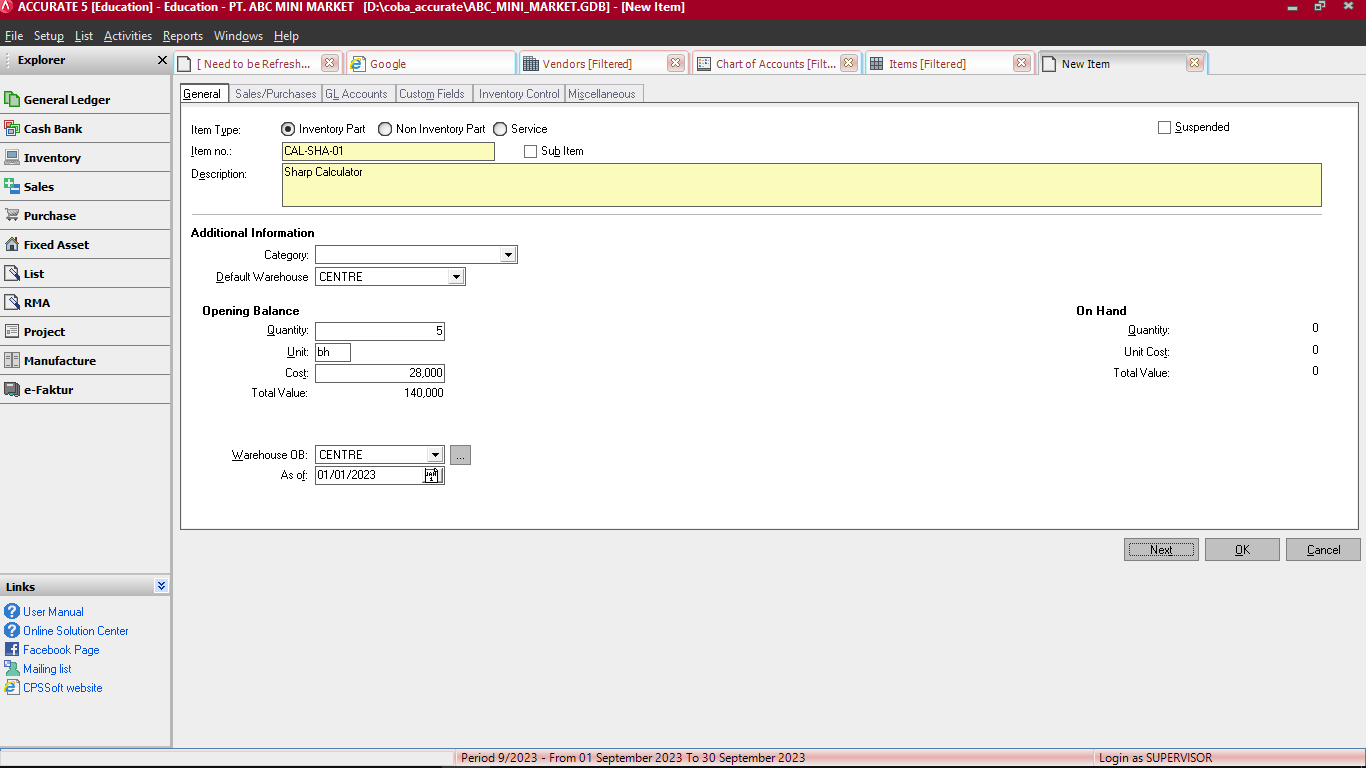 ACCURATE 5 [Education] - Education - PT. ABC MINI MARKET [D:\coba_accurate\ABC_MINI_MARKET.GDB] - [New Item]
File Setup List Activities Reports Windows Help
Explorer
[ Need to be Refresh... Google Vendors [Filtered] Chart of Accounts [Filt... Items [Filtered] New Item
General Sales/Purchases GL Accounts Custom Fields Inventory Control Miscellaneous
General Ledger
Cash Bank
Inventory
Sales
Purchase
Fixed Asset
List
RMA
Project
Manufacture
e-Faktur
Item Type: Inventory Part Non Inventory Part Service Suspended
Item no.: CAL-SHA-01 Sub Item
Description: Sharp Calculator
Additional Information
Category:
Default Warehouse CENTRE
Opening Balance On Hand
Quantity: 5 Quantity: 0
Unit: bh Unit Cost: 0
Cost: 28,000 Total Value: 0
Total Value: 140,000
Warehouse OB: CENTRE ...
As of: 01/01/2023
Next OK Cancel
Links
User Manual
Online Solution Center
Facebook Page
Mailing list
CPSSoft website
Period 9/2023 - From 01 September 2023 To 30 September 2023 Login as SUPERVISOR